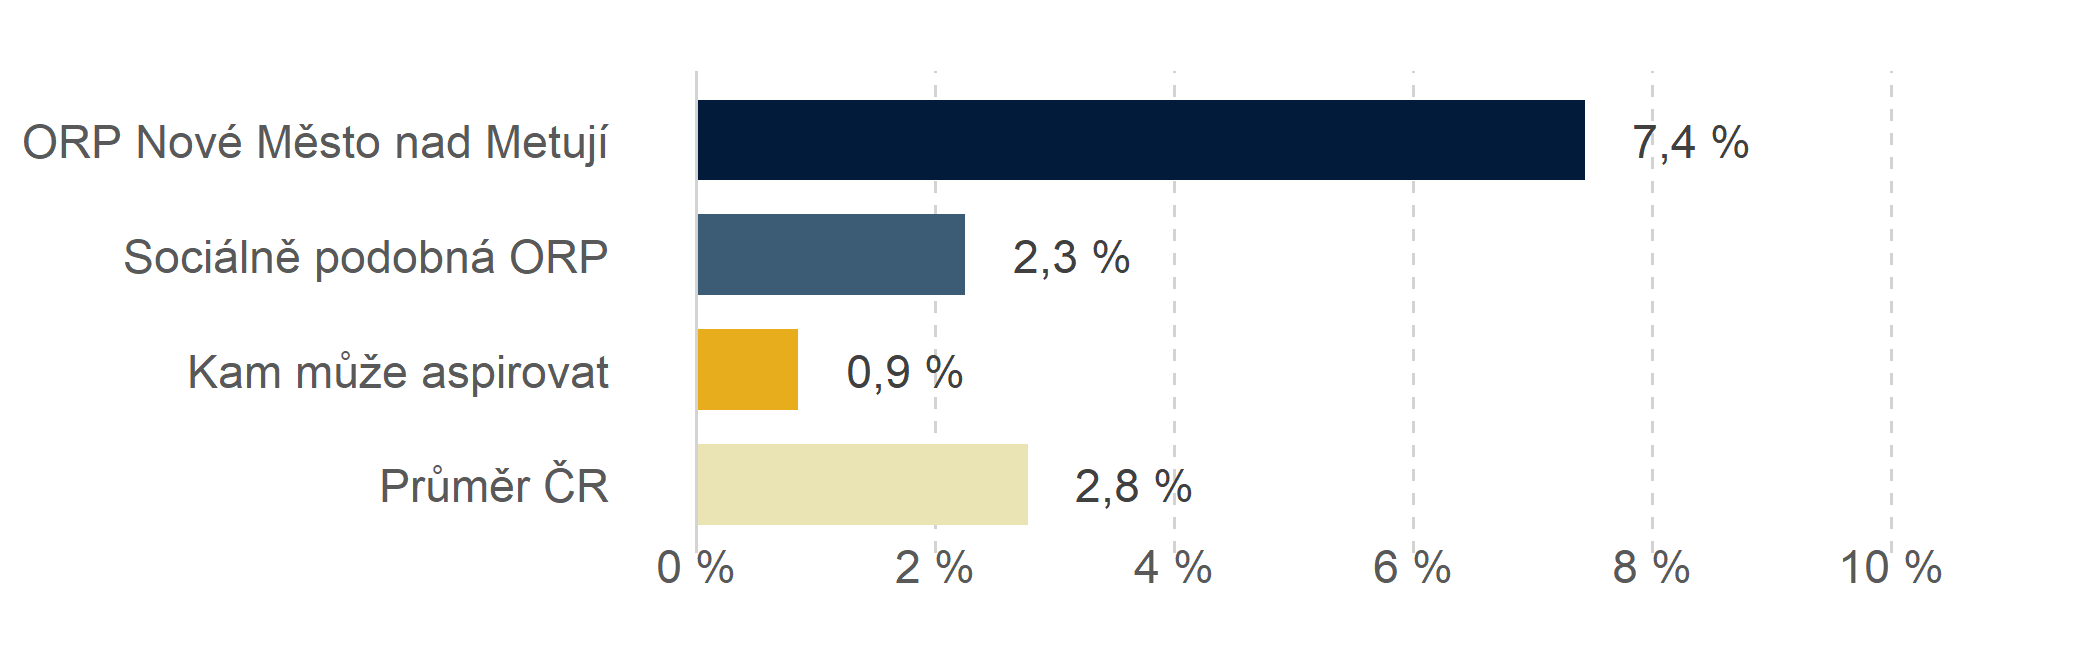 ORP Nové Město nad Metují
7,4 %
Sociálně podobná ORP
2,3 %
Kam může aspirovat
0,9 %
Průměr ČR
2,8 %
0 % 2 % 4 % 6 % 8 % 10 %